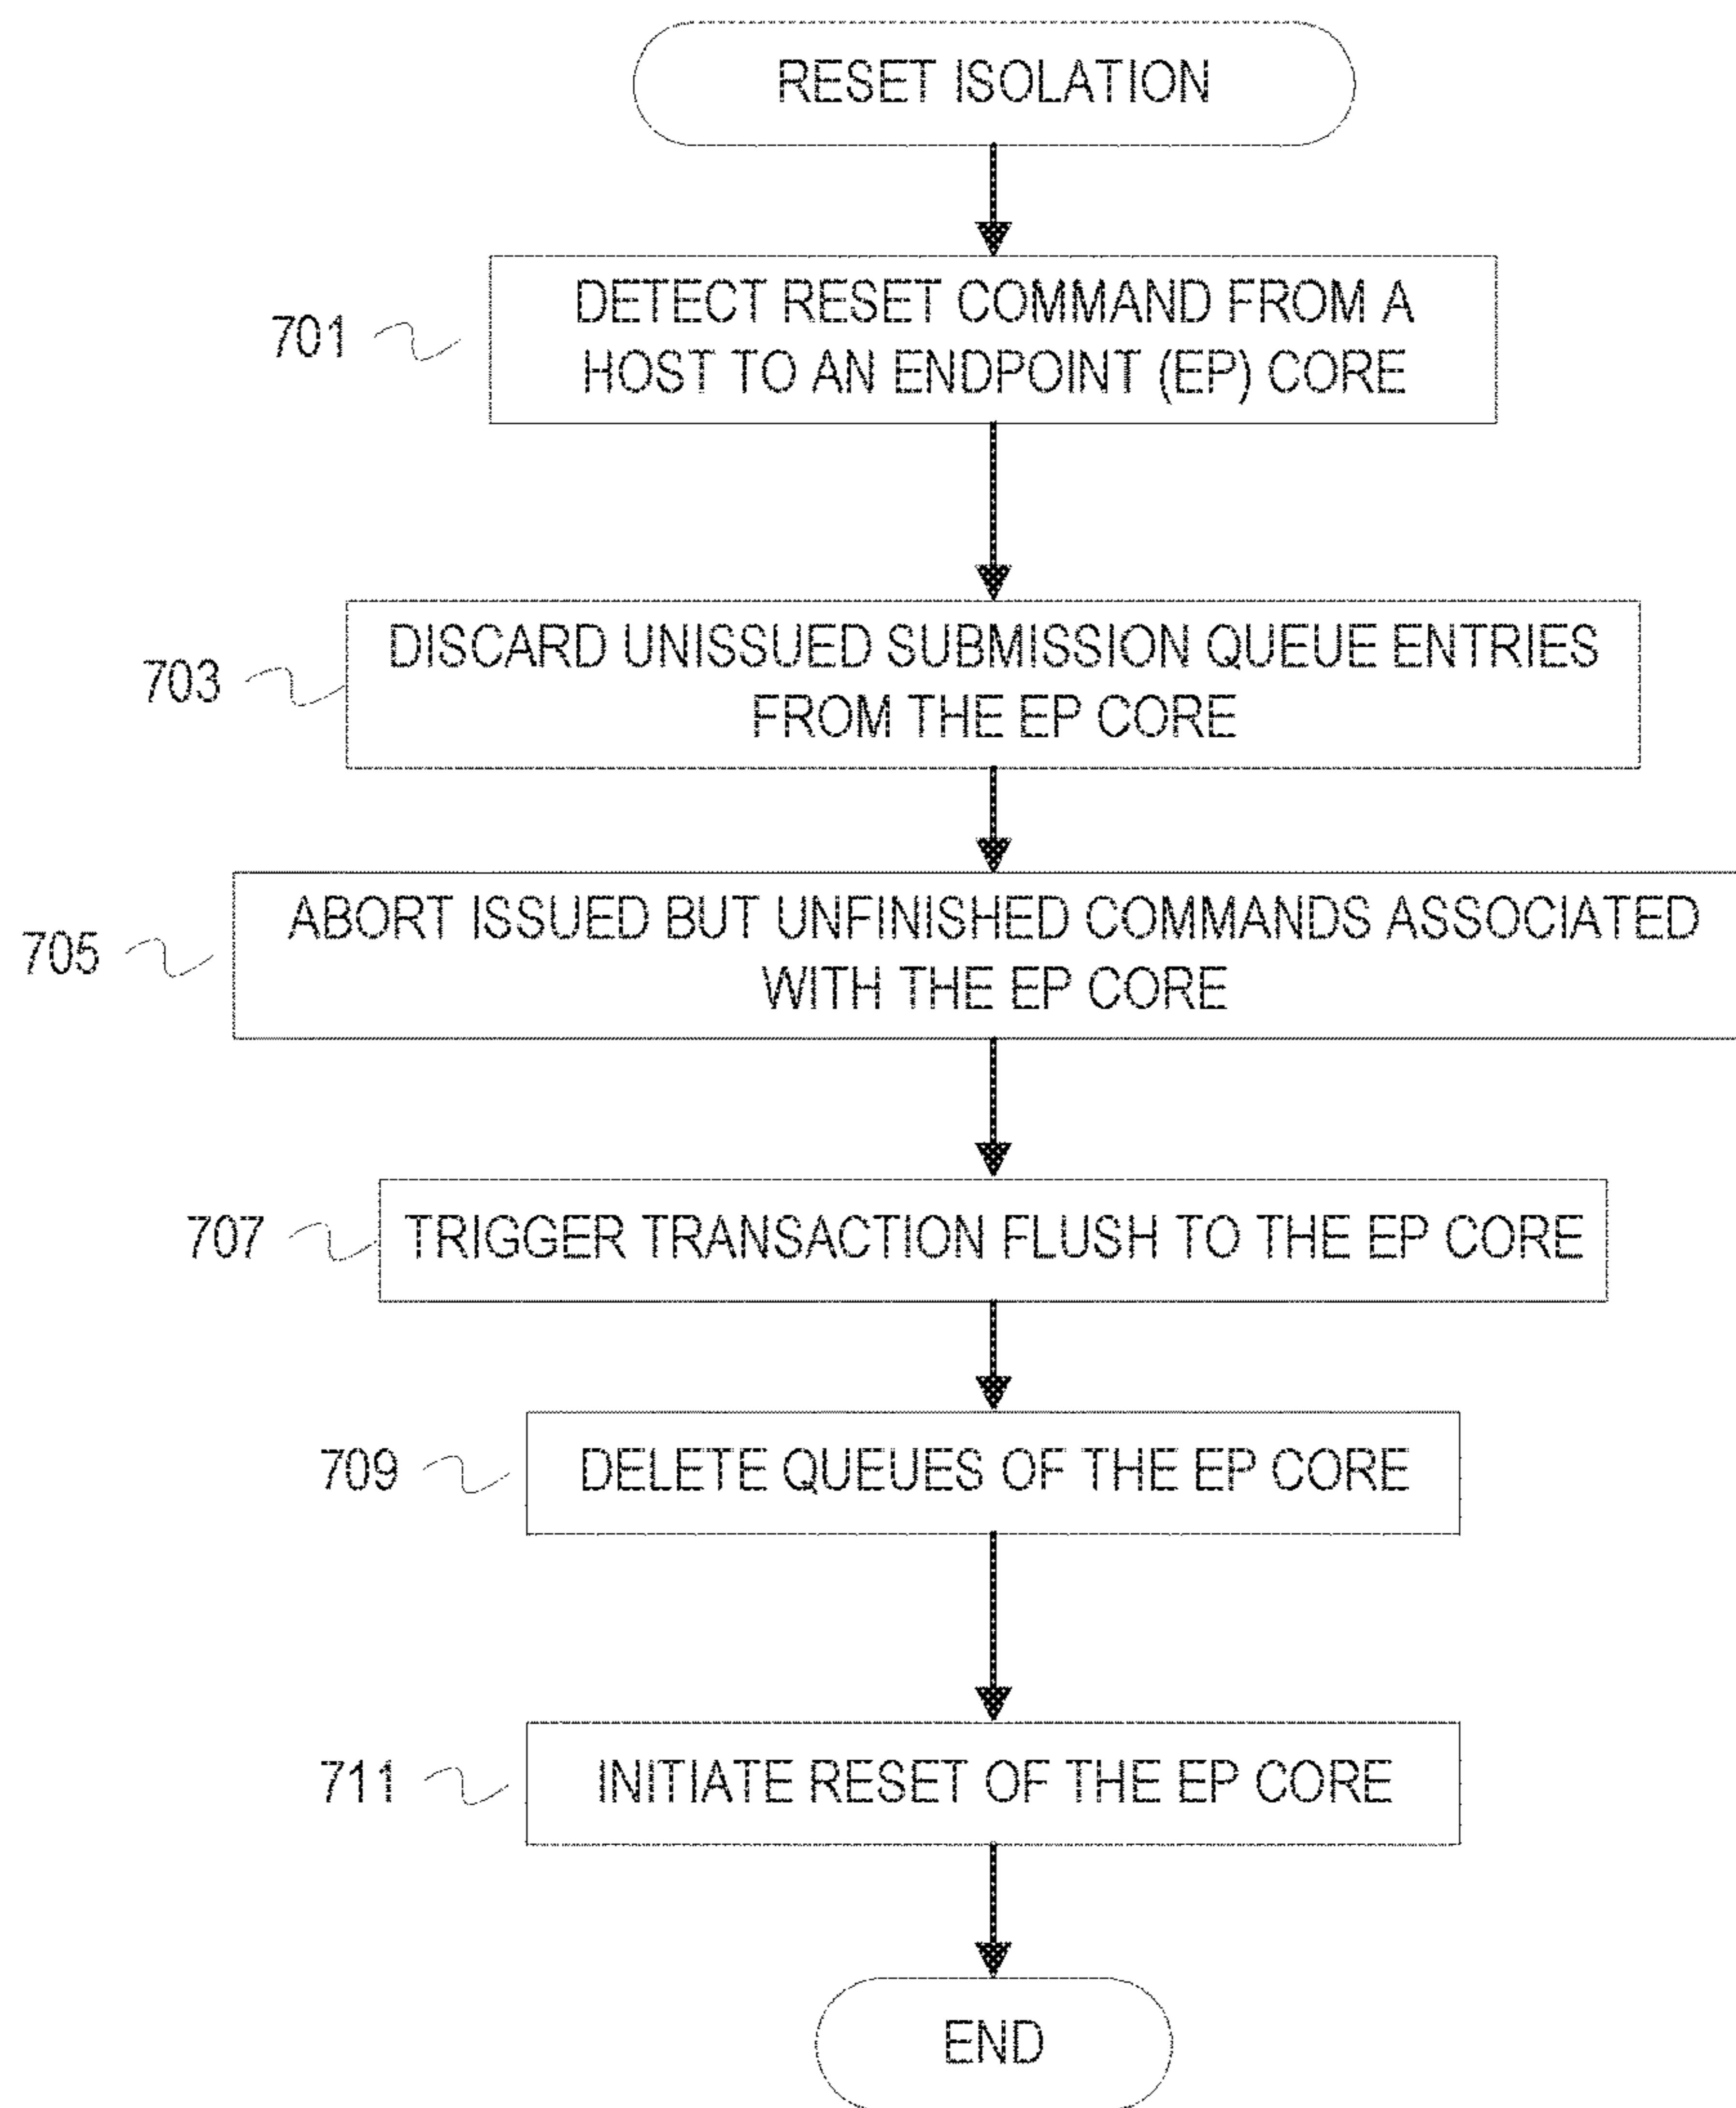 RESET ISOLATION
701
DETECT RESET COMMAND FROM A
HOST TO AN ENDPOINT (EP) CORE
703
DISCARD UNISSUED SUBMISSION QUEUE ENTRIES
FROM THE EP CORE
705
ABORT ISSUED BUT UNFINISHED COMMANDS ASSOCIATED
WITH THE EP CORE
707
TRIGGER TRANSACTION FLUSH TO THE EP CORE
709
DELETE QUEUES OF THE EP CORE
711
INITIATE RESET OF THE EP CORE
END